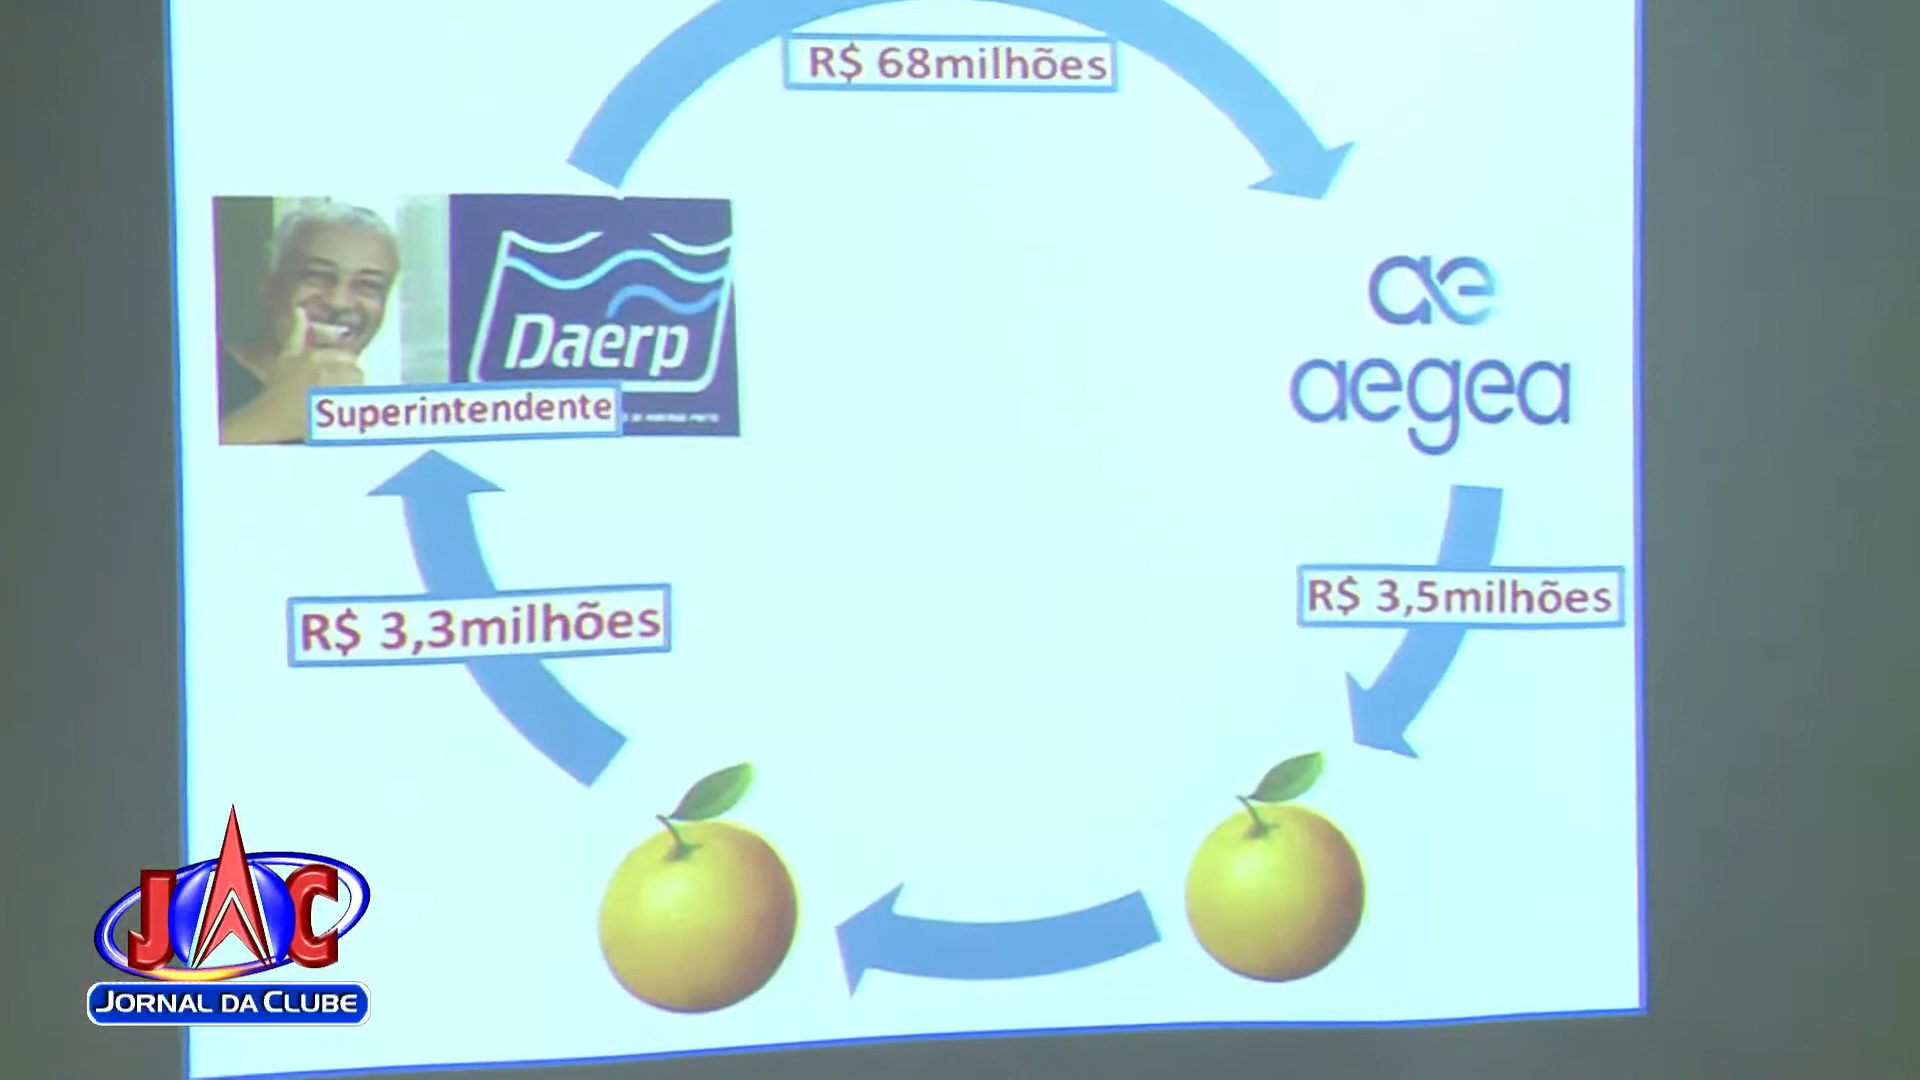 R$ 68milhões
Daerp
Superintendente
ae
aegea
R$ 3,3milhões
R$ 3,5milhões
JC
JORNAL DA CLUBE